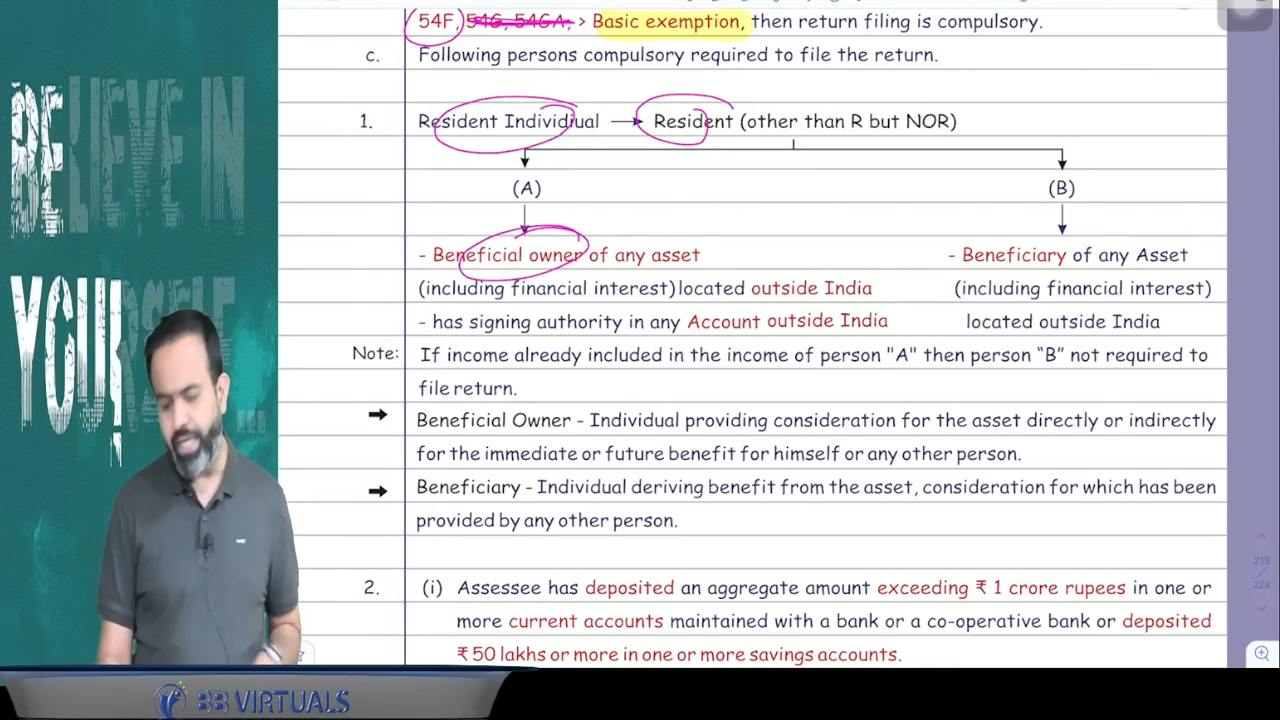 54F, 54G, 54GA, > Basic exemption, then return filing is compulsory.
c. Following persons compulsory required to file the return.
1. Resident Individual → Resident (other than R but NOR)
(A) (B)
- Beneficial owner of any asset - Beneficiary of any Asset
(including financial interest) located outside India (including financial interest)
- has signing authority in any Account outside India located outside India
Note: If income already included in the income of person "A" then person “B” not required to
file return.
Beneficial Owner - Individual providing consideration for the asset directly or indirectly
for the immediate or future benefit for himself or any other person.
Beneficiary - Individual deriving benefit from the asset, consideration for which has been
provided by any other person.
2. (i) Assessee has deposited an aggregate amount exceeding ₹ 1 crore rupees in one or
more current accounts maintained with a bank or a co-operative bank or deposited
₹ 50 lakhs or more in one or more savings accounts.
BELIEVE IN
YOURSELF...
216
/
228
BB VIRTUALS